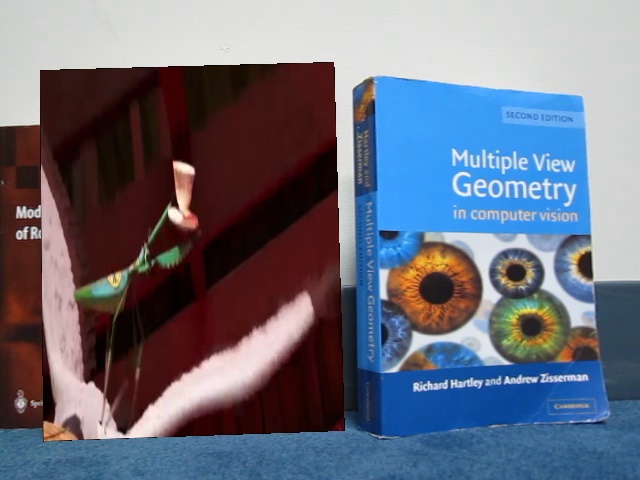 Mod
of Ro
Hartley and
Zisserman
Multiple View Geometry
SECOND EDITION
Multiple View
Geometry
in computer vision
Richard Hartley and Andrew Zisserman
CAMBRIDGE